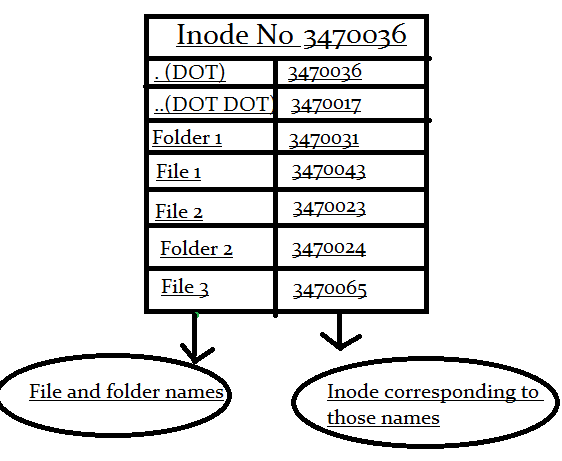 Inode No 3470036
. (DOT) 3470036
..(DOT DOT) 3470017
Folder 1 3470031
File 1 3470043
File 2 3470023
Folder 2 3470024
File 3 3470065
File and folder names
Inode corresponding to
those names